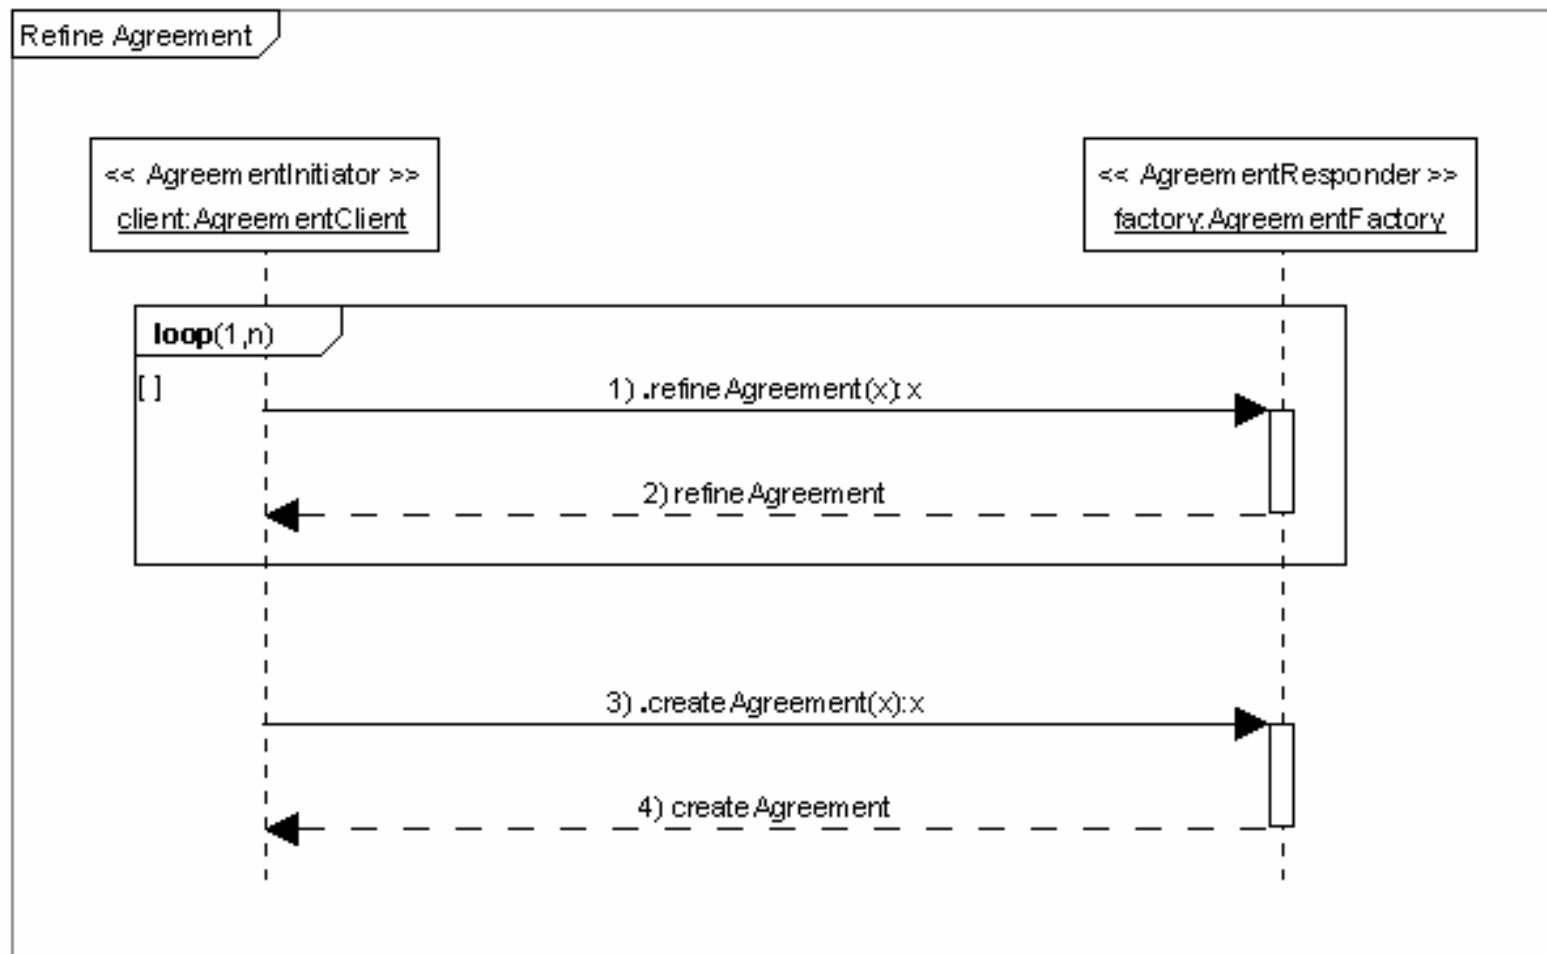 Refine Agreement
<< AgreementInitiator >>
client:AgreementClient
<< AgreementResponder >>
factory:AgreementFactory
loop(1,n)
[ ]
1) .refineAgreement(x):x
2) refineAgreement
3) .createAgreement(x):x
4) createAgreement